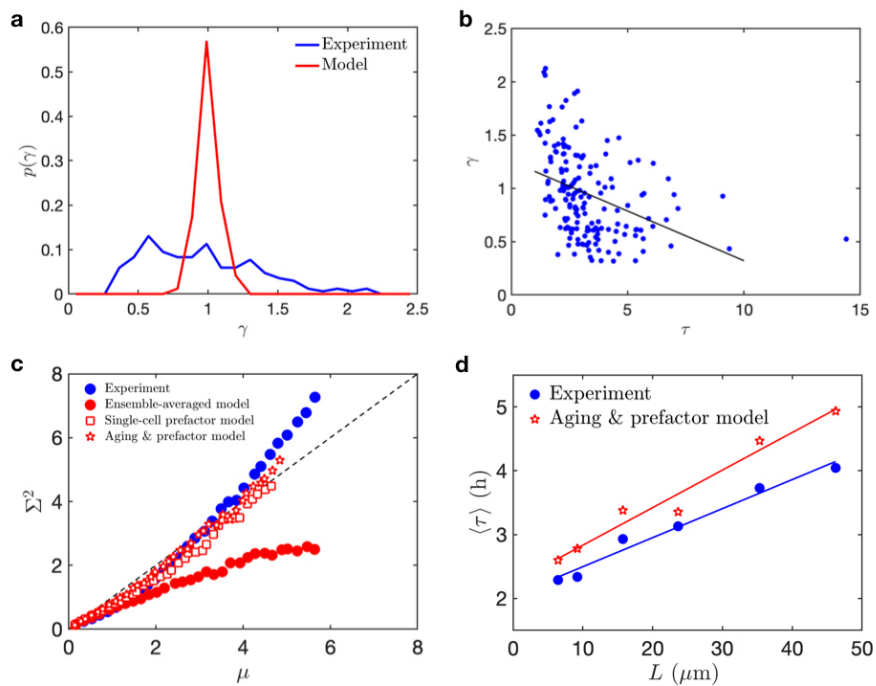 a
0.6
0.5
0.4
0.3
0.2
0.1
0
p(γ)
Experiment
Model
0
0.5
1
1.5
2
2.5
γ
b
2.5
2
1.5
1
0.5
0
γ
0
5
10
15
τ
c
8
6
4
2
0
Σ²
Experiment
Ensemble-averaged model
Single-cell prefactor model
Aging & prefactor model
0
2
4
6
8
μ
d
5
4
3
2
⟨τ⟩ (h)
Experiment
Aging & prefactor model
0
10
20
30
40
50
L (μm)